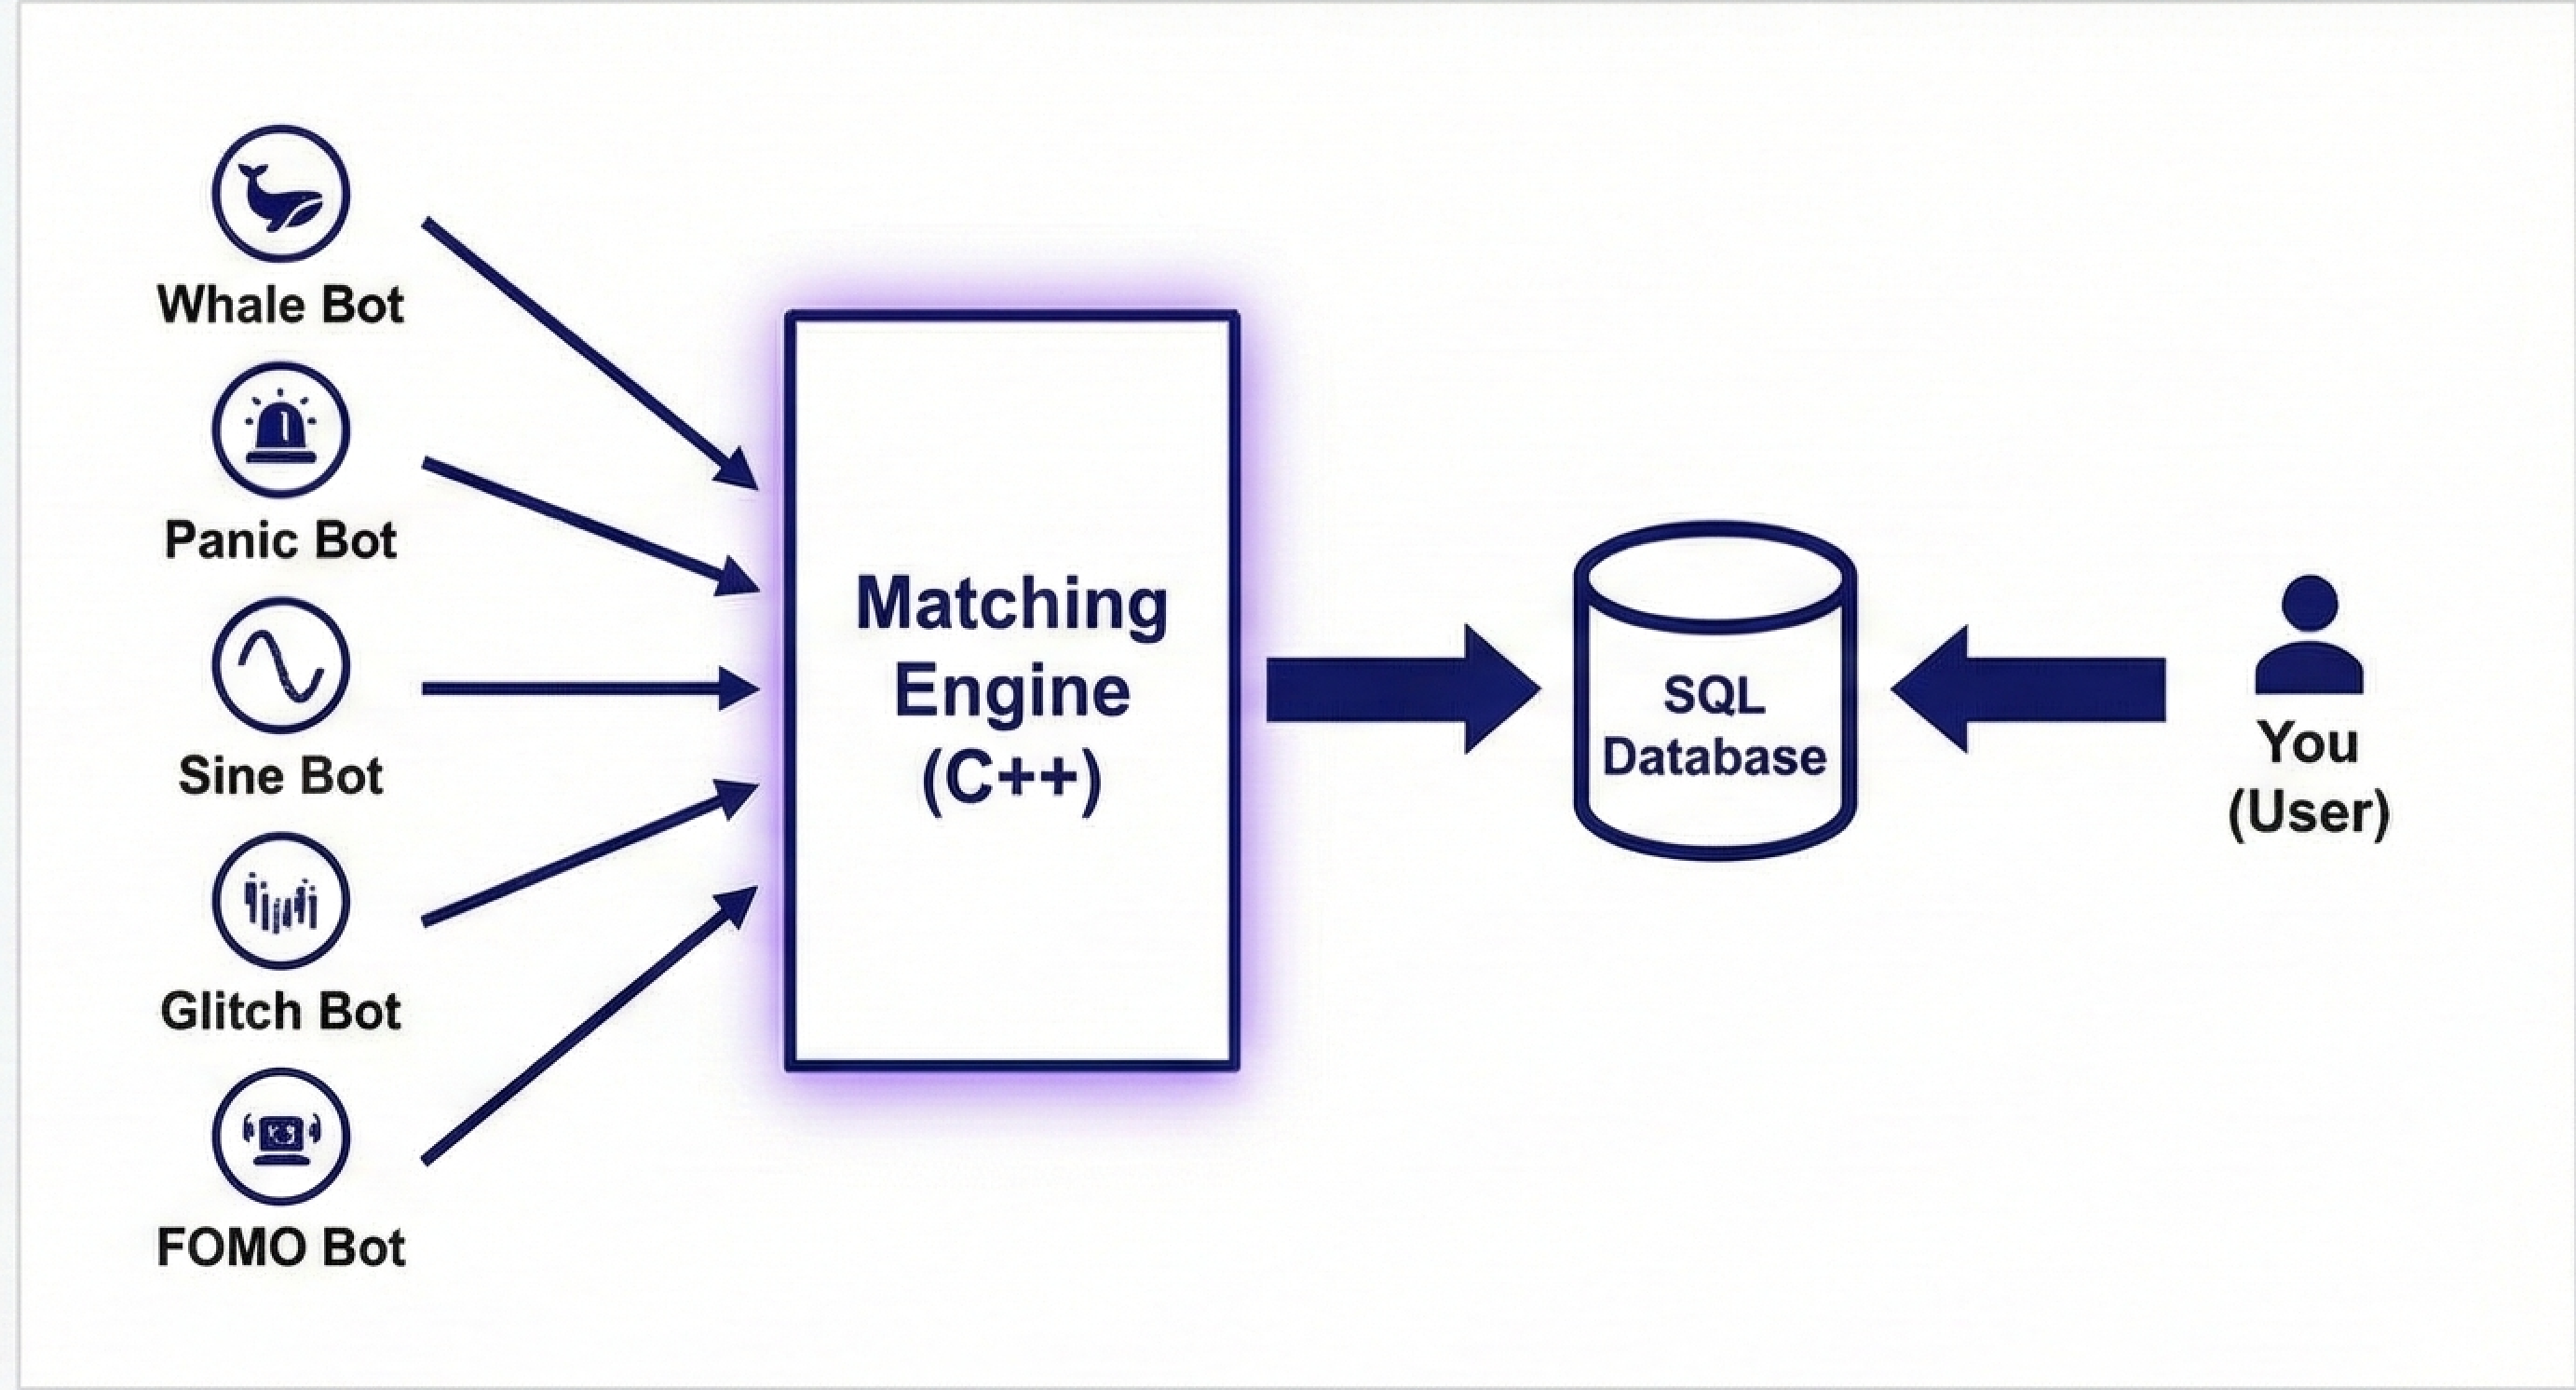 Whale Bot
Panic Bot
Sine Bot
Glitch Bot
FOMO Bot
Matching
Engine
(C++)
SQL
Database
You
(User)